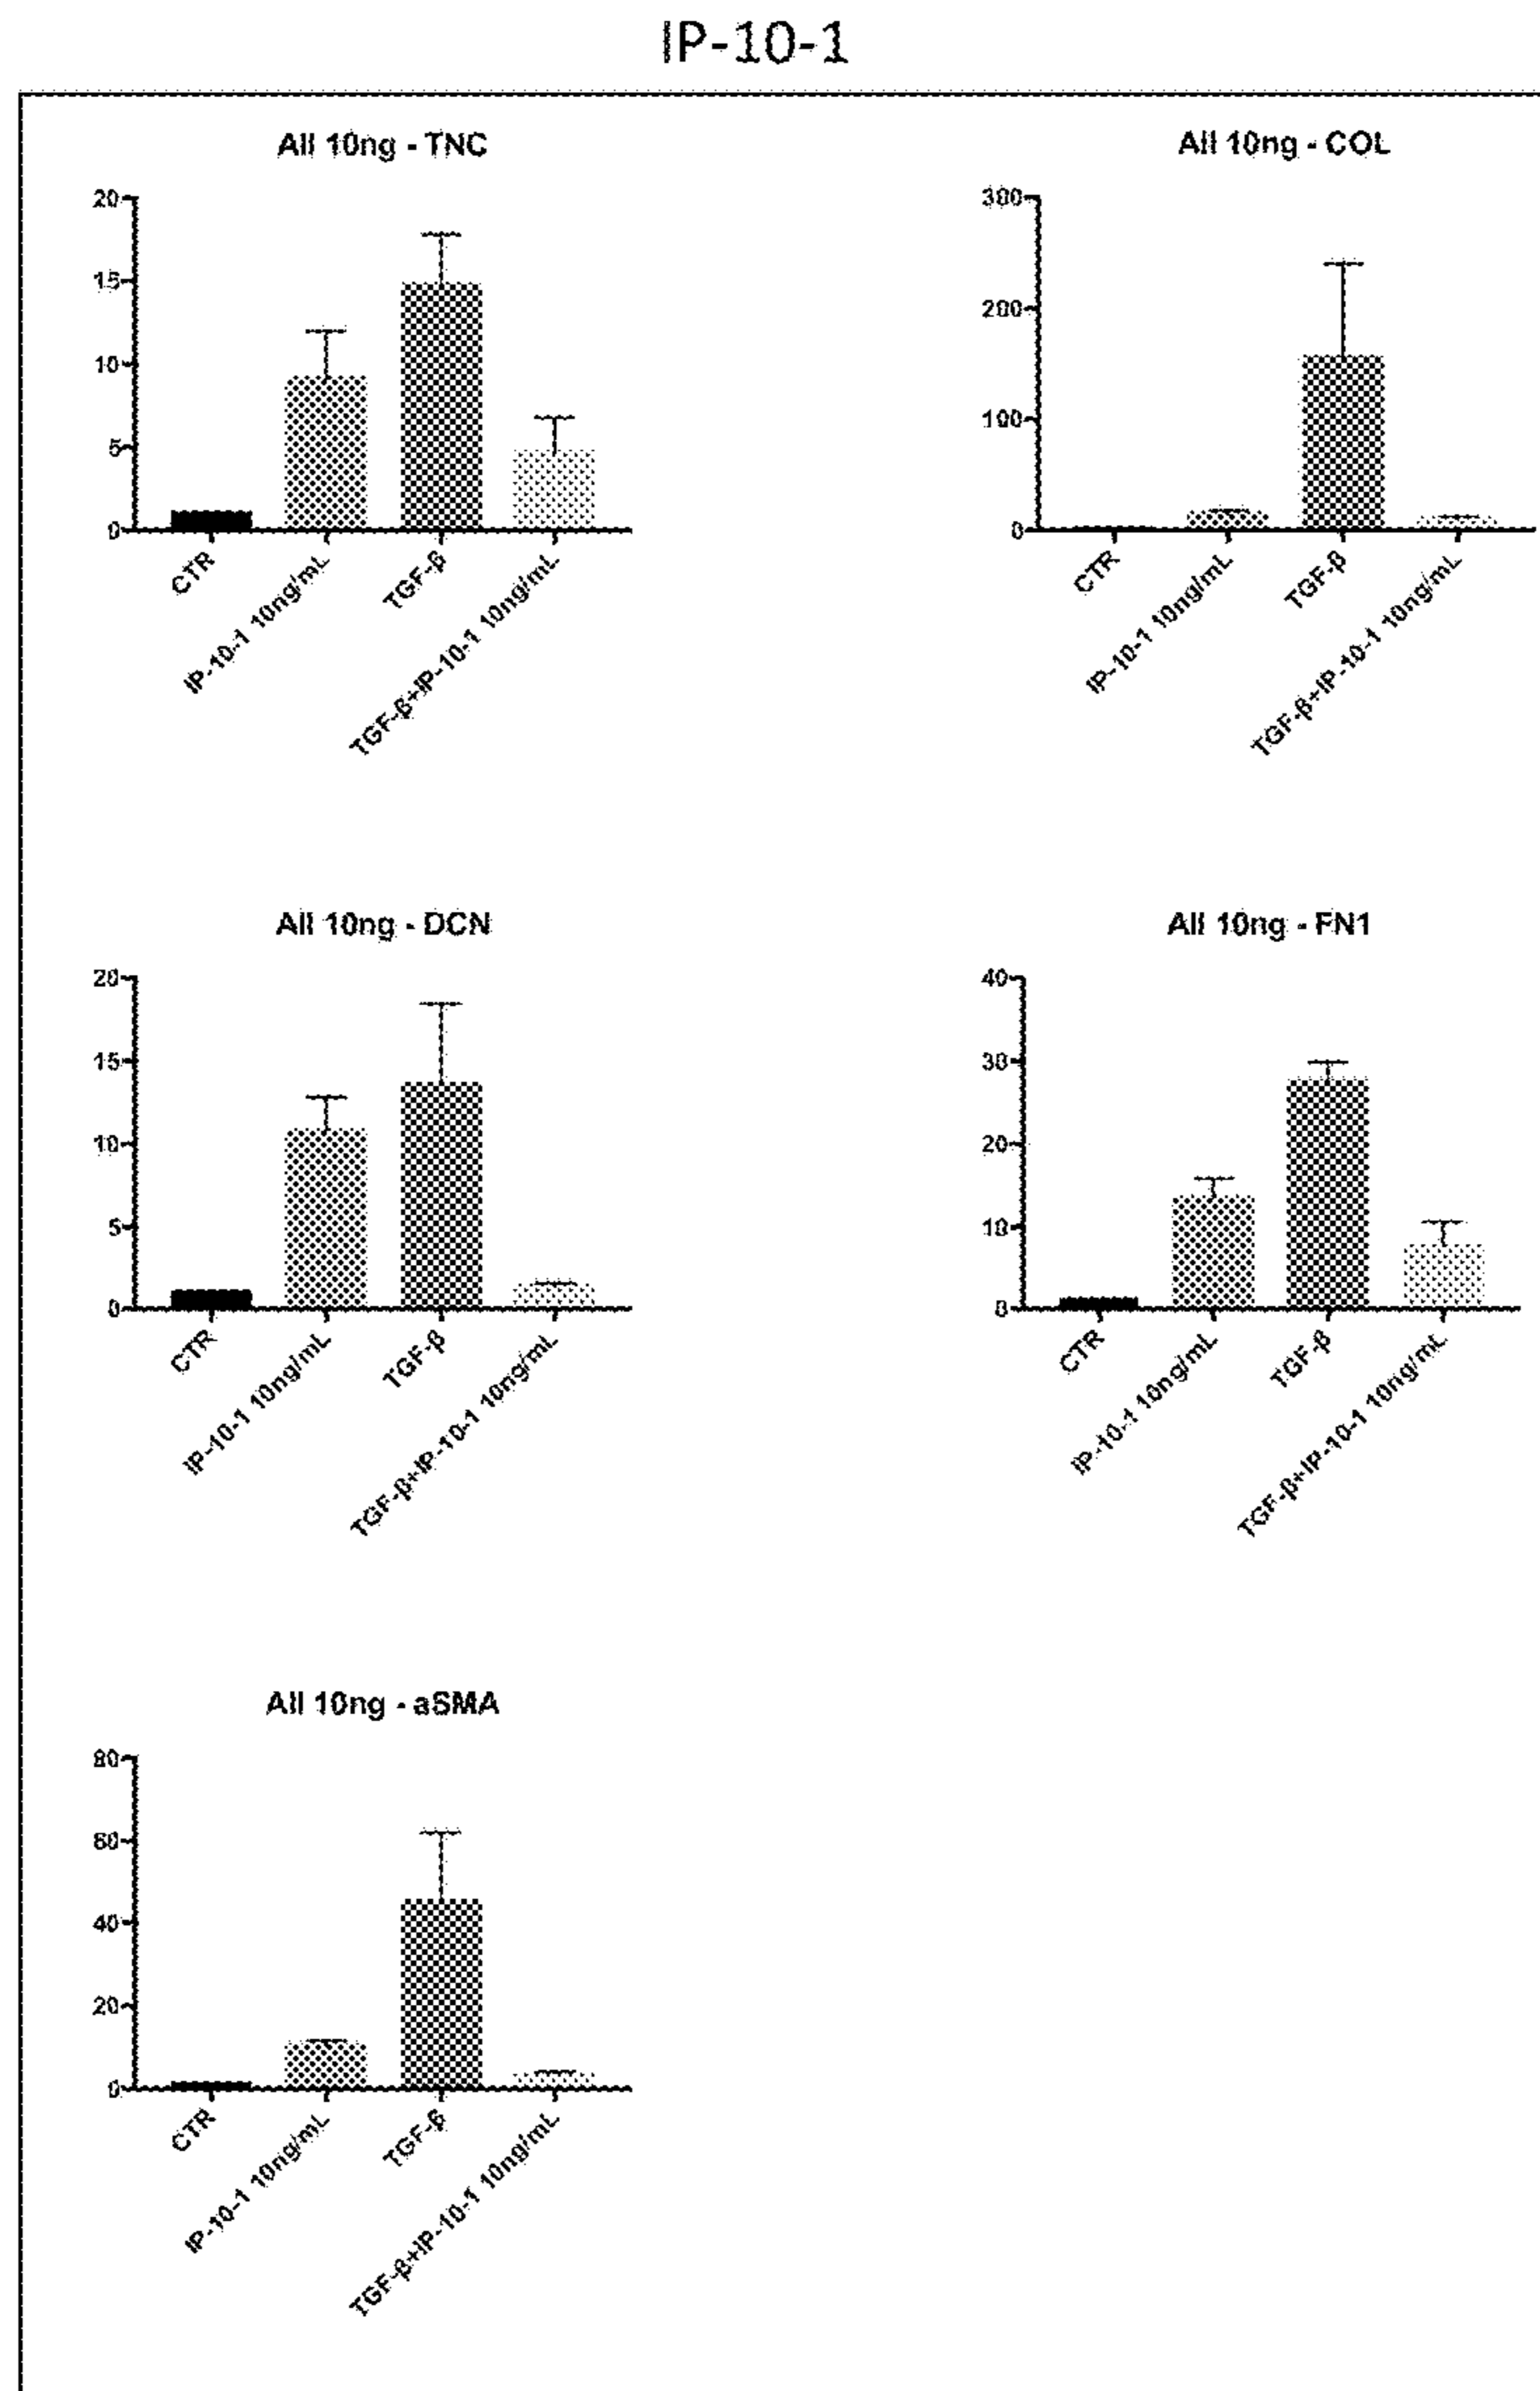 IP-10-1
All 10ng - TNC
20
15
10
5
0
CTR
IP-10-1 10ng/mL
TGF-β
TGF-β+IP-10-1 10ng/mL
All 10ng - COL
300
200
100
0
CTR
IP-10-1 10ng/mL
TGF-β
TGF-β+IP-10-1 10ng/mL
All 10ng - DCN
20
15
10
5
0
CTR
IP-10-1 10ng/mL
TGF-β
TGF-β+IP-10-1 10ng/mL
All 10ng - FN1
40
30
20
10
0
CTR
IP-10-1 10ng/mL
TGF-β
TGF-β+IP-10-1 10ng/mL
All 10ng - aSMA
80
60
40
20
0
CTR
IP-10-1 10ng/mL
TGF-β
TGF-β+IP-10-1 10ng/mL